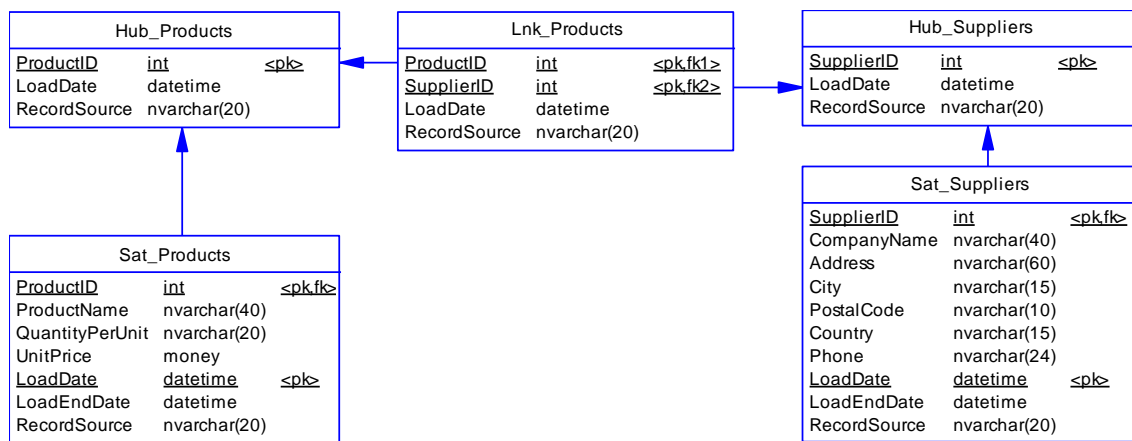 Hub_Products
ProductID int <pk>
LoadDate datetime
RecordSource nvarchar(20)
Lnk_Products
ProductID int <pk,fk1>
SupplierID int <pk,fk2>
LoadDate datetime
RecordSource nvarchar(20)
Hub_Suppliers
SupplierID int <pk>
LoadDate datetime
RecordSource nvarchar(20)
Sat_Products
ProductID int <pk,fk>
ProductName nvarchar(40)
QuantityPerUnit nvarchar(20)
UnitPrice money
LoadDate datetime <pk>
LoadEndDate datetime
RecordSource nvarchar(20)
Sat_Suppliers
SupplierID int <pk,fk>
CompanyName nvarchar(40)
Address nvarchar(60)
City nvarchar(15)
PostalCode nvarchar(10)
Country nvarchar(15)
Phone nvarchar(24)
LoadDate datetime <pk>
LoadEndDate datetime
RecordSource nvarchar(20)